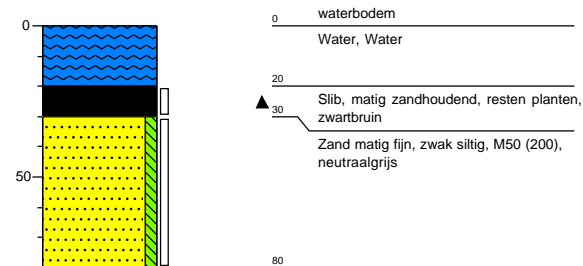 0
50
0
waterbodem
Water, Water
20
Slib, matig zandhoudend, resten planten,
zwartbruin
30
Zand matig fijn, zwak siltig, M50 (200),
neutraalgrijs
80